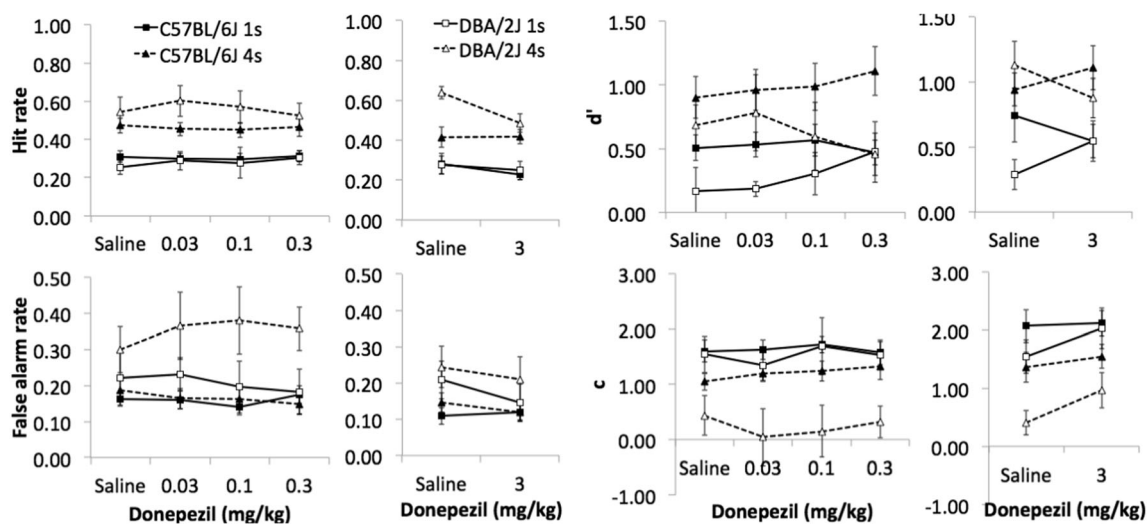 1.00
0.80
0.60
0.40
0.20
0.00
Hit rate
C57BL/6J 1s
C57BL/6J 4s
Saline 0.03 0.1 0.3
1.00
0.80
0.60
0.40
0.20
0.00
DBA/2J 1s
DBA/2J 4s
Saline 3
1.50
1.00
0.50
0.00
d'
Saline 0.03 0.1 0.3
1.50
1.00
0.50
0.00
Saline 3
0.50
0.40
0.30
0.20
0.10
0.00
False alarm rate
Saline 0.03 0.1 0.3
Donepezil (mg/kg)
0.50
0.40
0.30
0.20
0.10
0.00
Saline 3
Donepezil (mg/kg)
3.00
2.00
1.00
0.00
-1.00
c
Saline 0.03 0.1 0.3
Donepezil (mg/kg)
3.00
2.00
1.00
0.00
-1.00
Saline 3
Donepezil (mg/kg)